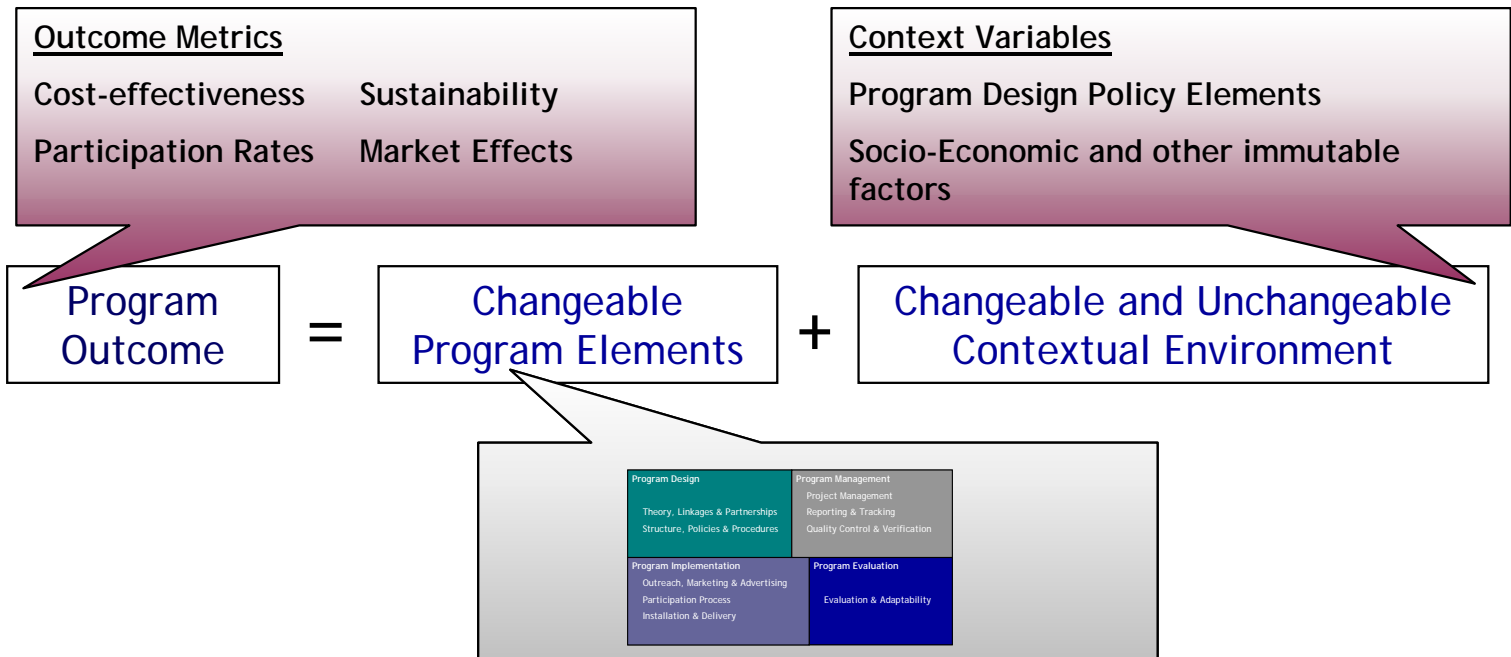 Outcome Metrics
Cost-effectiveness Sustainability
Participation Rates Market Effects
Context Variables
Program Design Policy Elements
Socio-Economic and other immutable
factors
Program
Outcome
=
Changeable
Program Elements
+
Changeable and Unchangeable
Contextual Environment
Program Design
Theory, Linkages & Partnerships
Structure, Policies & Procedures
Program Management
Project Management
Reporting & Tracking
Quality Control & Verification
Program Implementation
Outreach, Marketing & Advertising
Participation Process
Installation & Delivery
Program Evaluation
Evaluation & Adaptability